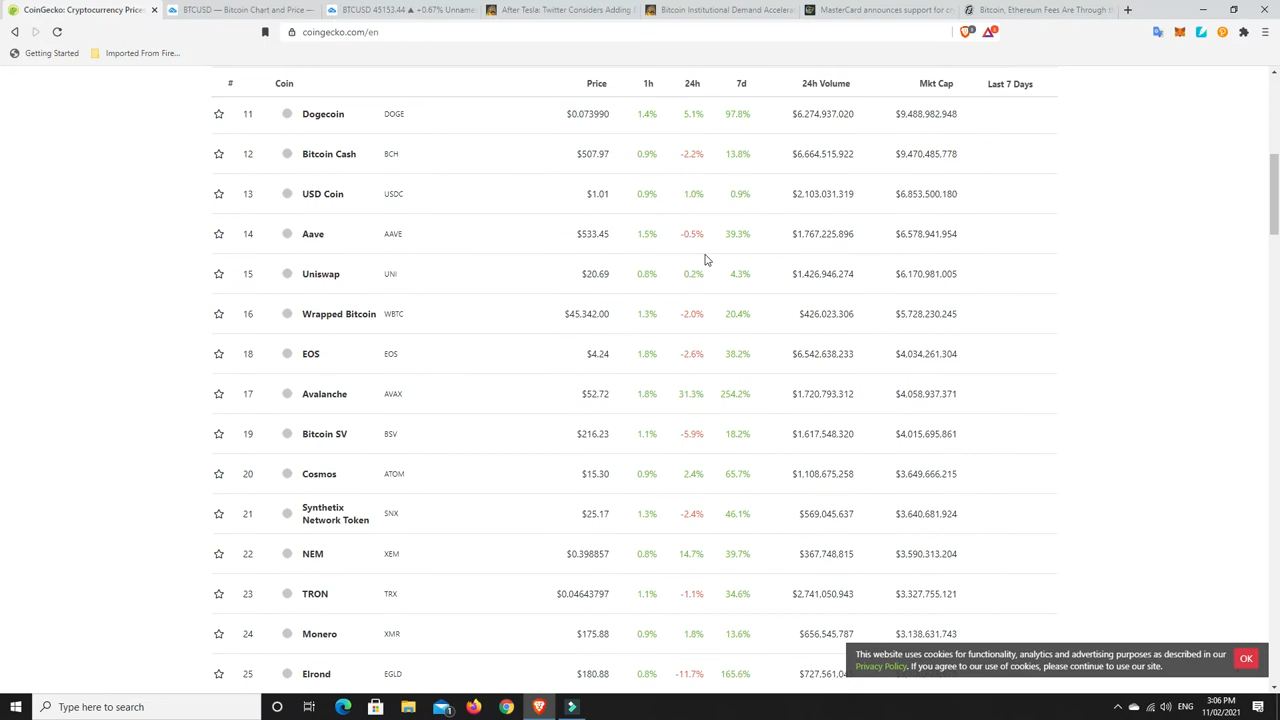 CoinGecko: Cryptocurrency Price
BTCUSD — Bitcoin Chart and Price —
BTCUSD 45153.44 ▲ +0.67% Unname
After Tesla: Twitter Considers Adding
Bitcoin Institutional Demand Accelera
MasterCard announces support for cr
Bitcoin, Ethereum Fees Are Through th
coingecko.com/en
Getting Started
Imported From Fire...
# Coin Price 1h 24h 7d 24h Volume Mkt Cap Last 7 Days
11 Dogecoin DOGE $0.073990 1.4% 5.1% 97.8% $6,274,937,020 $9,488,982,948
12 Bitcoin Cash BCH $507.97 0.9% -2.2% 13.8% $6,664,515,922 $9,470,485,778
13 USD Coin USDC $1.01 0.9% 1.0% 0.9% $2,103,031,319 $6,853,500,180
14 Aave AAVE $533.45 1.5% -0.5% 39.3% $1,767,225,896 $6,578,941,954
15 Uniswap UNI $20.69 0.8% 0.2% 4.3% $1,426,946,274 $6,170,981,005
16 Wrapped Bitcoin WBTC $45,342.00 1.3% -2.0% 20.4% $426,023,306 $5,728,230,245
18 EOS EOS $4.24 1.8% -2.6% 38.2% $6,542,638,233 $4,034,261,304
17 Avalanche AVAX $52.72 1.8% 31.3% 254.2% $1,720,793,312 $4,058,937,371
19 Bitcoin SV BSV $216.23 1.1% -5.9% 18.2% $1,617,548,320 $4,015,695,861
20 Cosmos ATOM $15.30 0.9% 2.4% 65.7% $1,108,675,258 $3,649,666,215
21 Synthetix Network Token SNX $25.17 1.3% -2.4% 46.1% $569,045,637 $3,640,681,924
22 NEM XEM $0.398857 0.8% 14.7% 39.7% $367,748,815 $3,590,313,204
23 TRON TRX $0.04643797 1.1% -1.1% 34.6% $2,741,050,943 $3,327,755,121
24 Monero XMR $175.88 0.9% 1.8% 13.6% $656,545,787 $3,138,631,743
25 Elrond EGLD $180.88 0.8% -11.7% 165.6% $727,561,0
This website uses cookies for functionality, analytics and advertising purposes as described in our
Privacy Policy. If you agree to our use of cookies, please continue to use our site.
OK
Type here to search
ENG
3:06 PM
11/02/2021